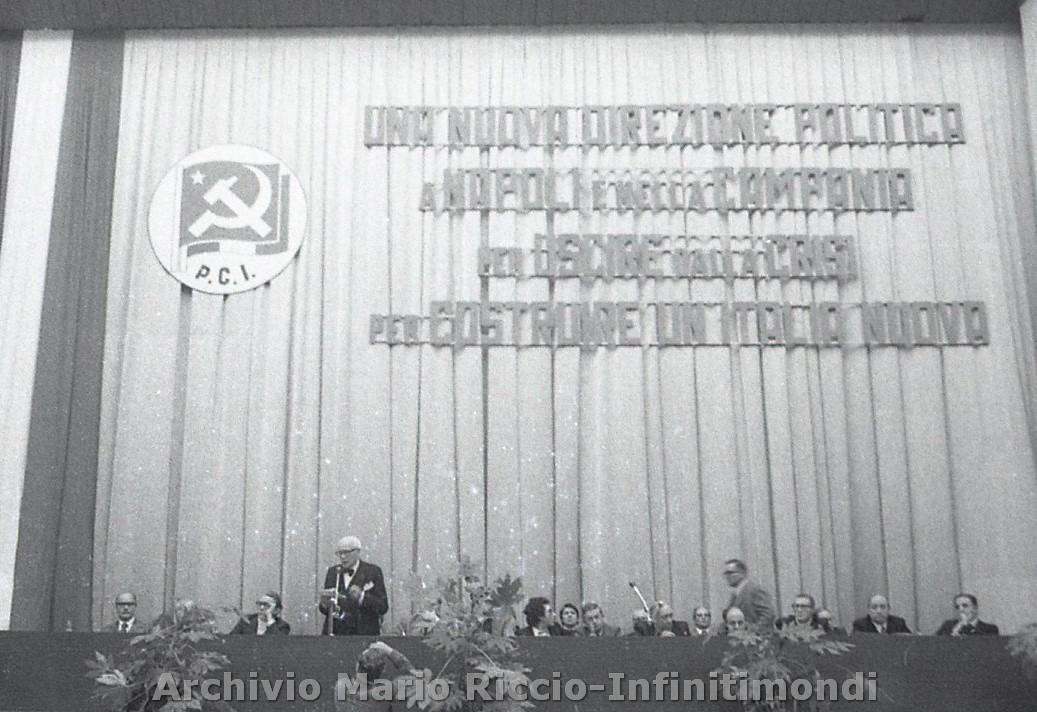 UNA NUOVA DIREZIONE POLITICA
A NAPOLI E NELLA CAMPANIA
PER USCIRE DALLA CRISI
PER COSTRUIRE UN'ITALIA NUOVA
P.C.I.
Archivio Mario Riccio-Infinitimondi